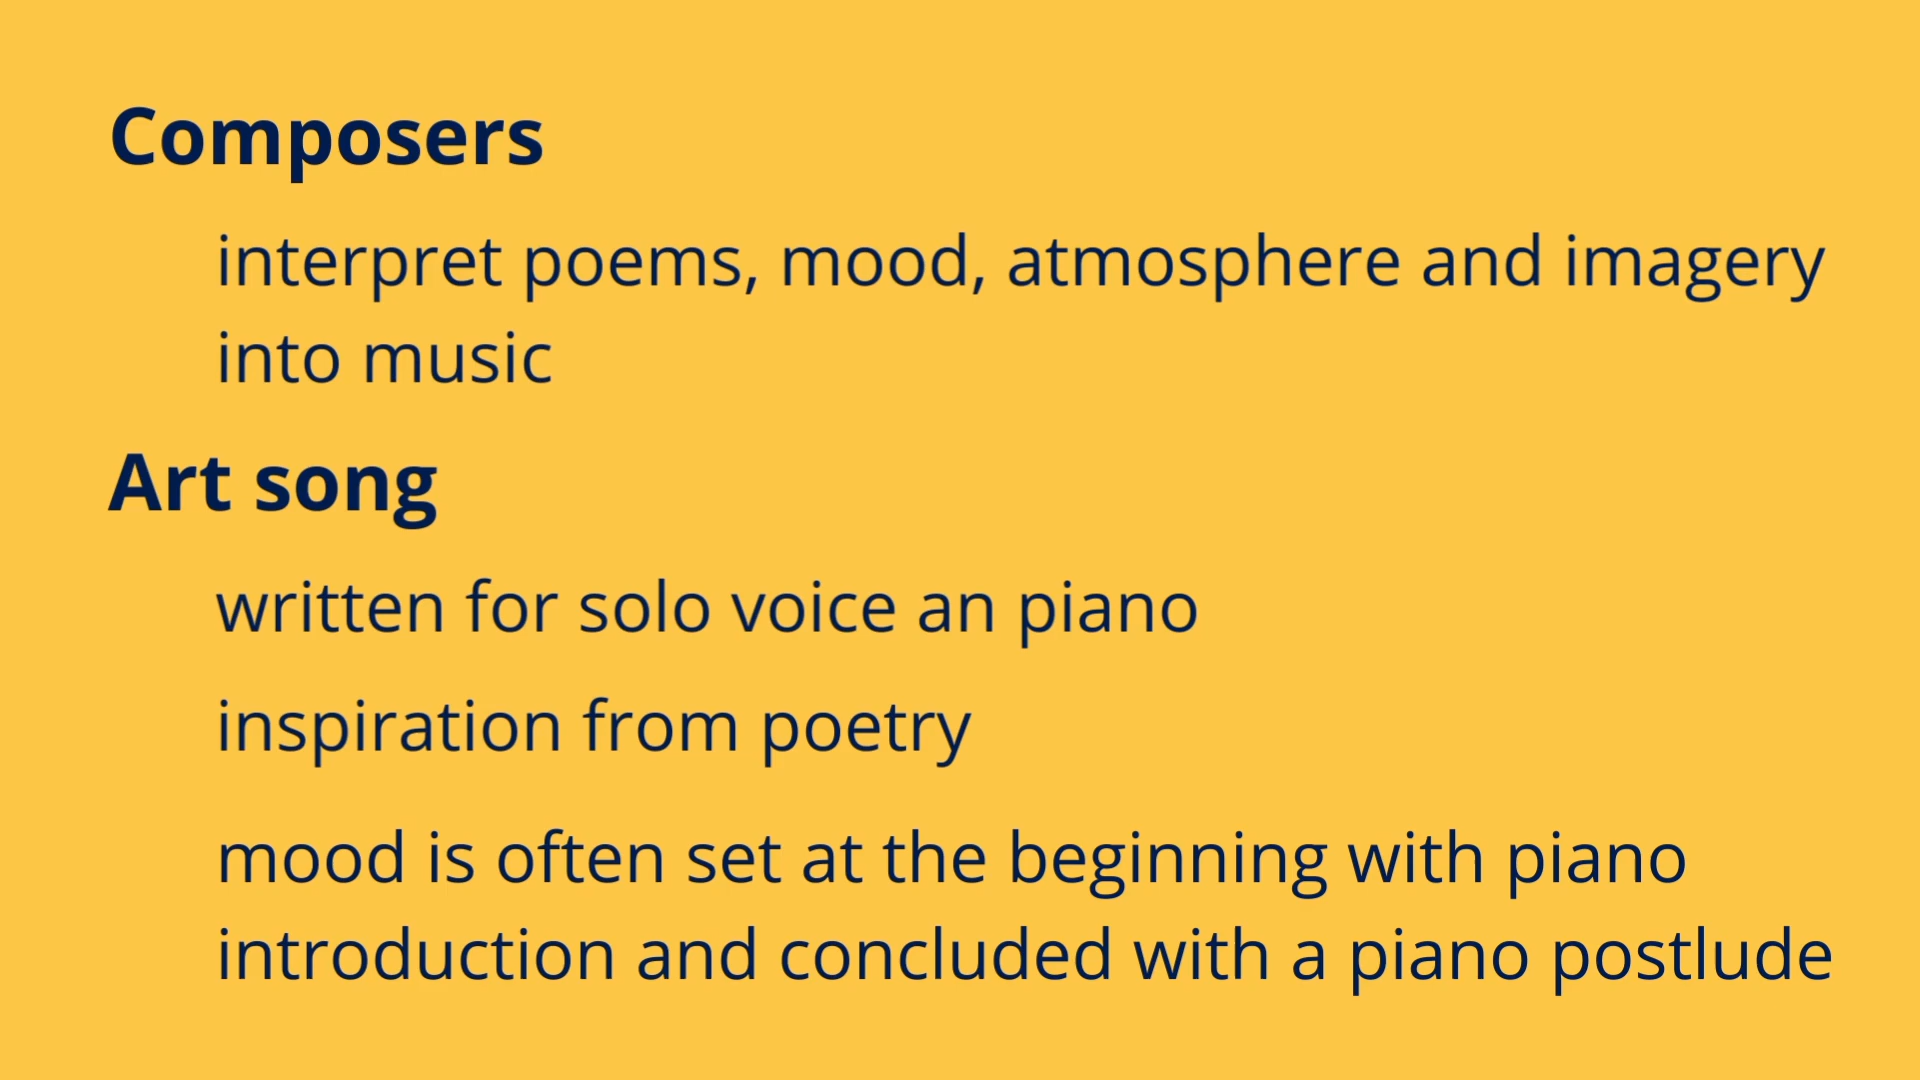 Composers
interpret poems, mood, atmosphere and imagery
into music
Art song
written for solo voice an piano
inspiration from poetry
mood is often set at the beginning with piano
introduction and concluded with a piano postlude